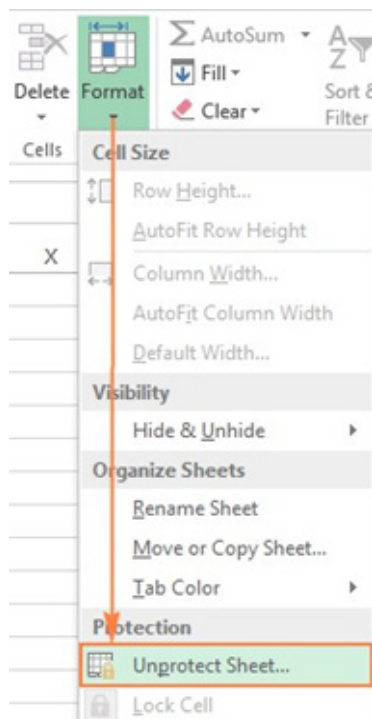 AutoSum
Fill
Clear
Delete
Format
Sort &
Filter
Cells
Cell Size
Row Height...
AutoFit Row Height
X
Column Width...
AutoFit Column Width
Default Width...
Visibility
Hide & Unhide
Organize Sheets
Rename Sheet
Move or Copy Sheet...
Tab Color
Protection
Unprotect Sheet...
Lock Cell